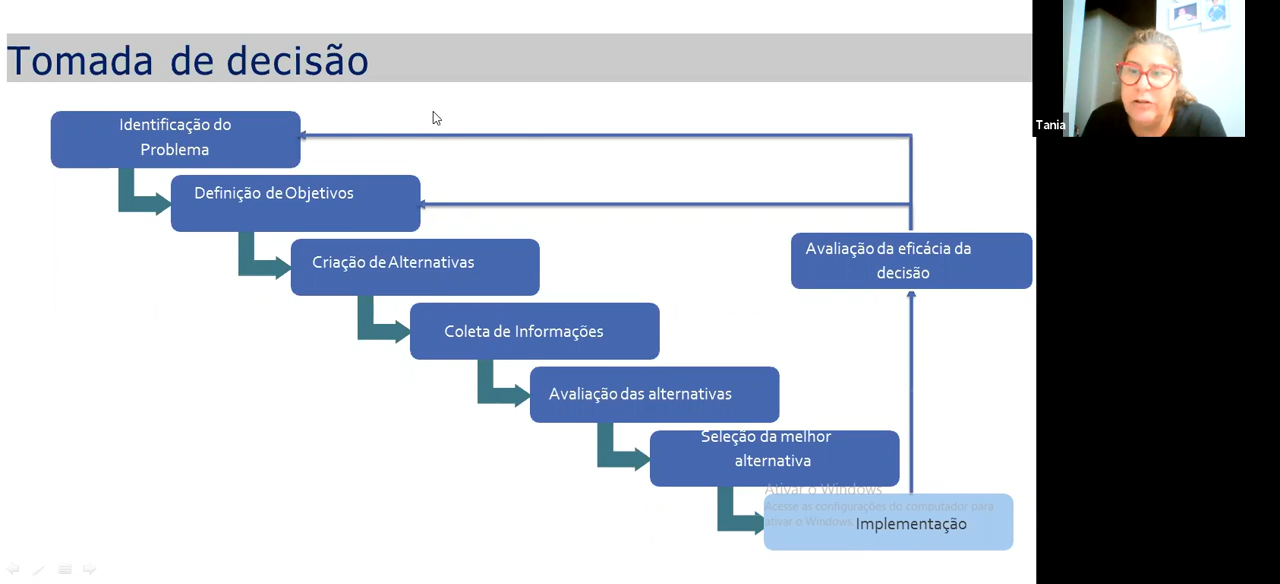 Tomada de decisão
Tania
Identificação do
Problema
Definição de Objetivos
Criação de Alternativas
Avaliação da eficácia da
decisão
Coleta de Informações
Avaliação das alternativas
Seleção da melhor
alternativa
Ativar o Windows
Acesse as configurações do computador para
ativar o Windows.
Implementação